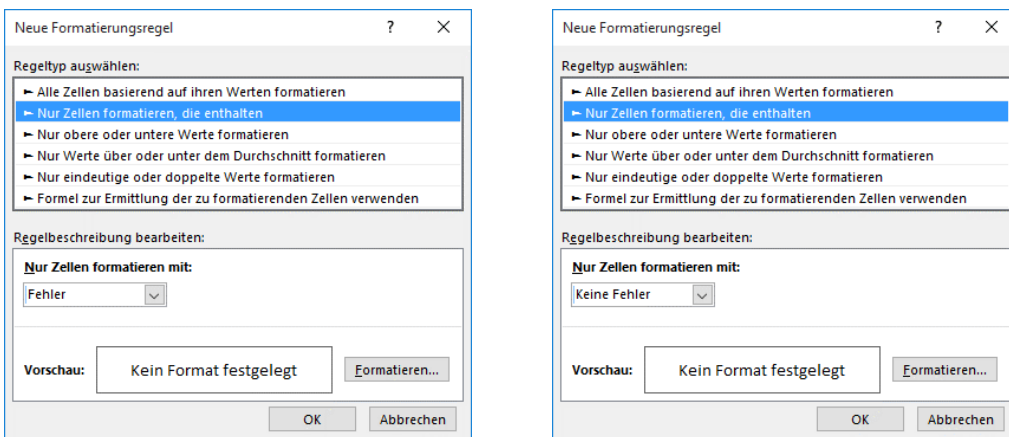 Neue Formatierungsregel ? ×
Regeltyp auswählen:
► Alle Zellen basierend auf ihren Werten formatieren
► Nur Zellen formatieren, die enthalten
► Nur obere oder untere Werte formatieren
► Nur Werte über oder unter dem Durchschnitt formatieren
► Nur eindeutige oder doppelte Werte formatieren
► Formel zur Ermittlung der zu formatierenden Zellen verwenden
Regelbeschreibung bearbeiten:
Nur Zellen formatieren mit:
Fehler
Vorschau: Kein Format festgelegt Formatieren...
OK Abbrechen
Neue Formatierungsregel ? ×
Regeltyp auswählen:
► Alle Zellen basierend auf ihren Werten formatieren
► Nur Zellen formatieren, die enthalten
► Nur obere oder untere Werte formatieren
► Nur Werte über oder unter dem Durchschnitt formatieren
► Nur eindeutige oder doppelte Werte formatieren
► Formel zur Ermittlung der zu formatierenden Zellen verwenden
Regelbeschreibung bearbeiten:
Nur Zellen formatieren mit:
Keine Fehler
Vorschau: Kein Format festgelegt Formatieren...
OK Abbrechen